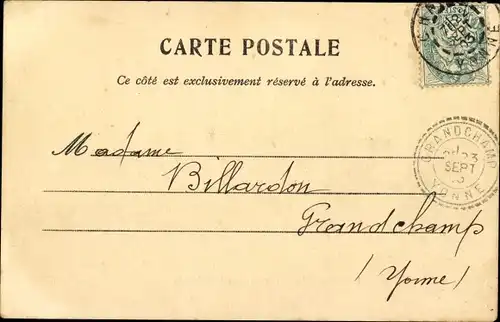 CARTE POSTALE
Ce côté est exclusivement réservé à l'adresse.
Madame
Billardon
Grandchamp
(Yonne)
GRANDCHAMP
23
SEPT
YONNE